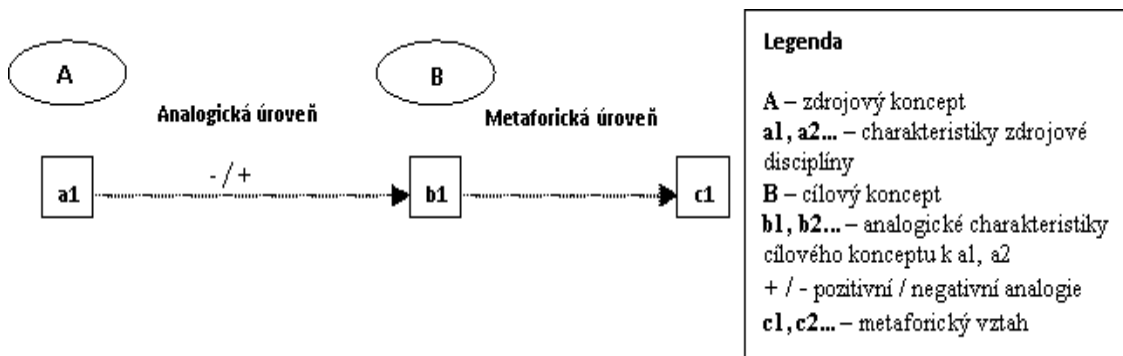 A
B
Analogická úroveň
Metaforická úroveň
- / +
a1
b1
c1
Legenda
A – zdrojový koncept
a1, a2... – charakteristiky zdrojové
disciplíny
B – cílový koncept
b1, b2... – analogické charakteristiky
cílového konceptu k a1, a2
+ / - pozitivní / negativní analogie
c1, c2... – metaforický vztah